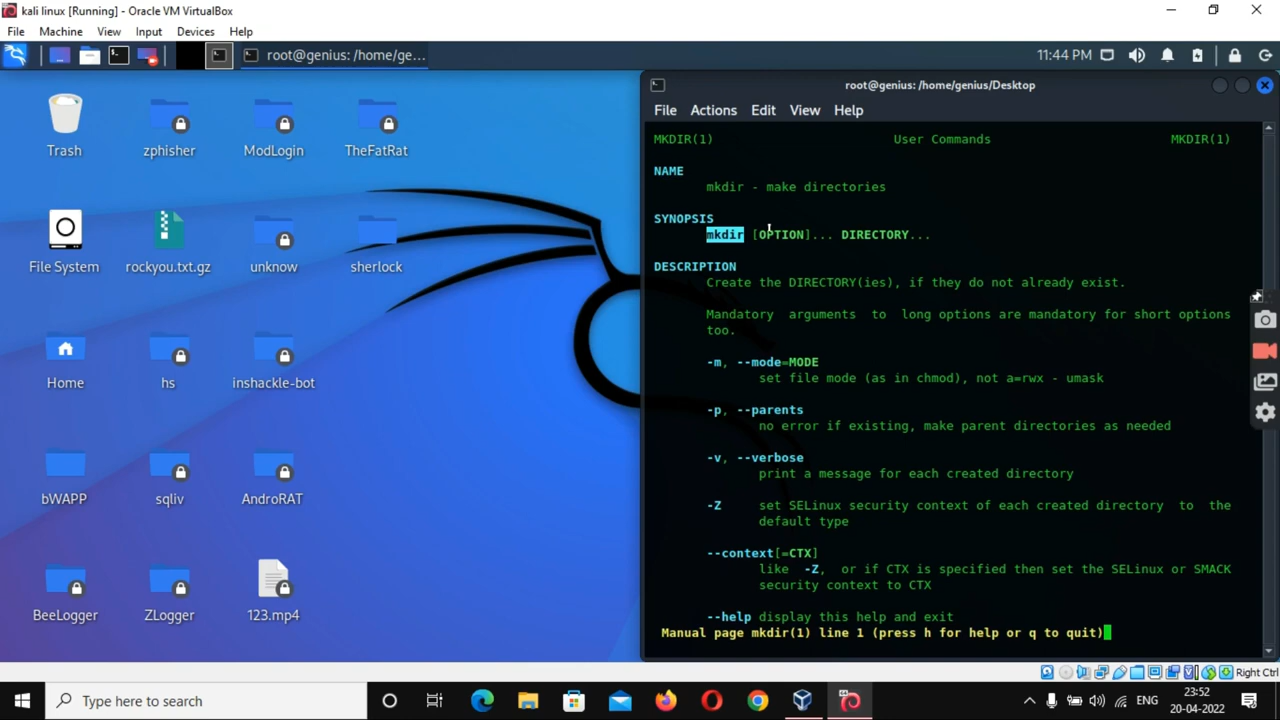 kali linux [Running] - Oracle VM VirtualBox
File Machine View Input Devices Help
root@genius: /home/ge...
11:44 PM
Trash
zphisher
ModLogin
TheFatRat
File System
rockyou.txt.gz
unknow
sherlock
Home
hs
inshackle-bot
bWAPP
sqliv
AndroRAT
BeeLogger
ZLogger
123.mp4
root@genius: /home/genius/Desktop
File Actions Edit View Help
MKDIR(1) User Commands MKDIR(1)
NAME
mkdir - make directories
SYNOPSIS
mkdir [OPTION]... DIRECTORY...
DESCRIPTION
Create the DIRECTORY(ies), if they do not already exist.
Mandatory arguments to long options are mandatory for short options
too.
-m, --mode=MODE
set file mode (as in chmod), not a=rwx - umask
-p, --parents
no error if existing, make parent directories as needed
-v, --verbose
print a message for each created directory
-Z set SELinux security context of each created directory to the
default type
--context[=CTX]
like -Z, or if CTX is specified then set the SELinux or SMACK
security context to CTX
--help display this help and exit
Manual page mkdir(1) line 1 (press h for help or q to quit)
Right Ctrl
Type here to search
64
ENG
23:52
20-04-2022